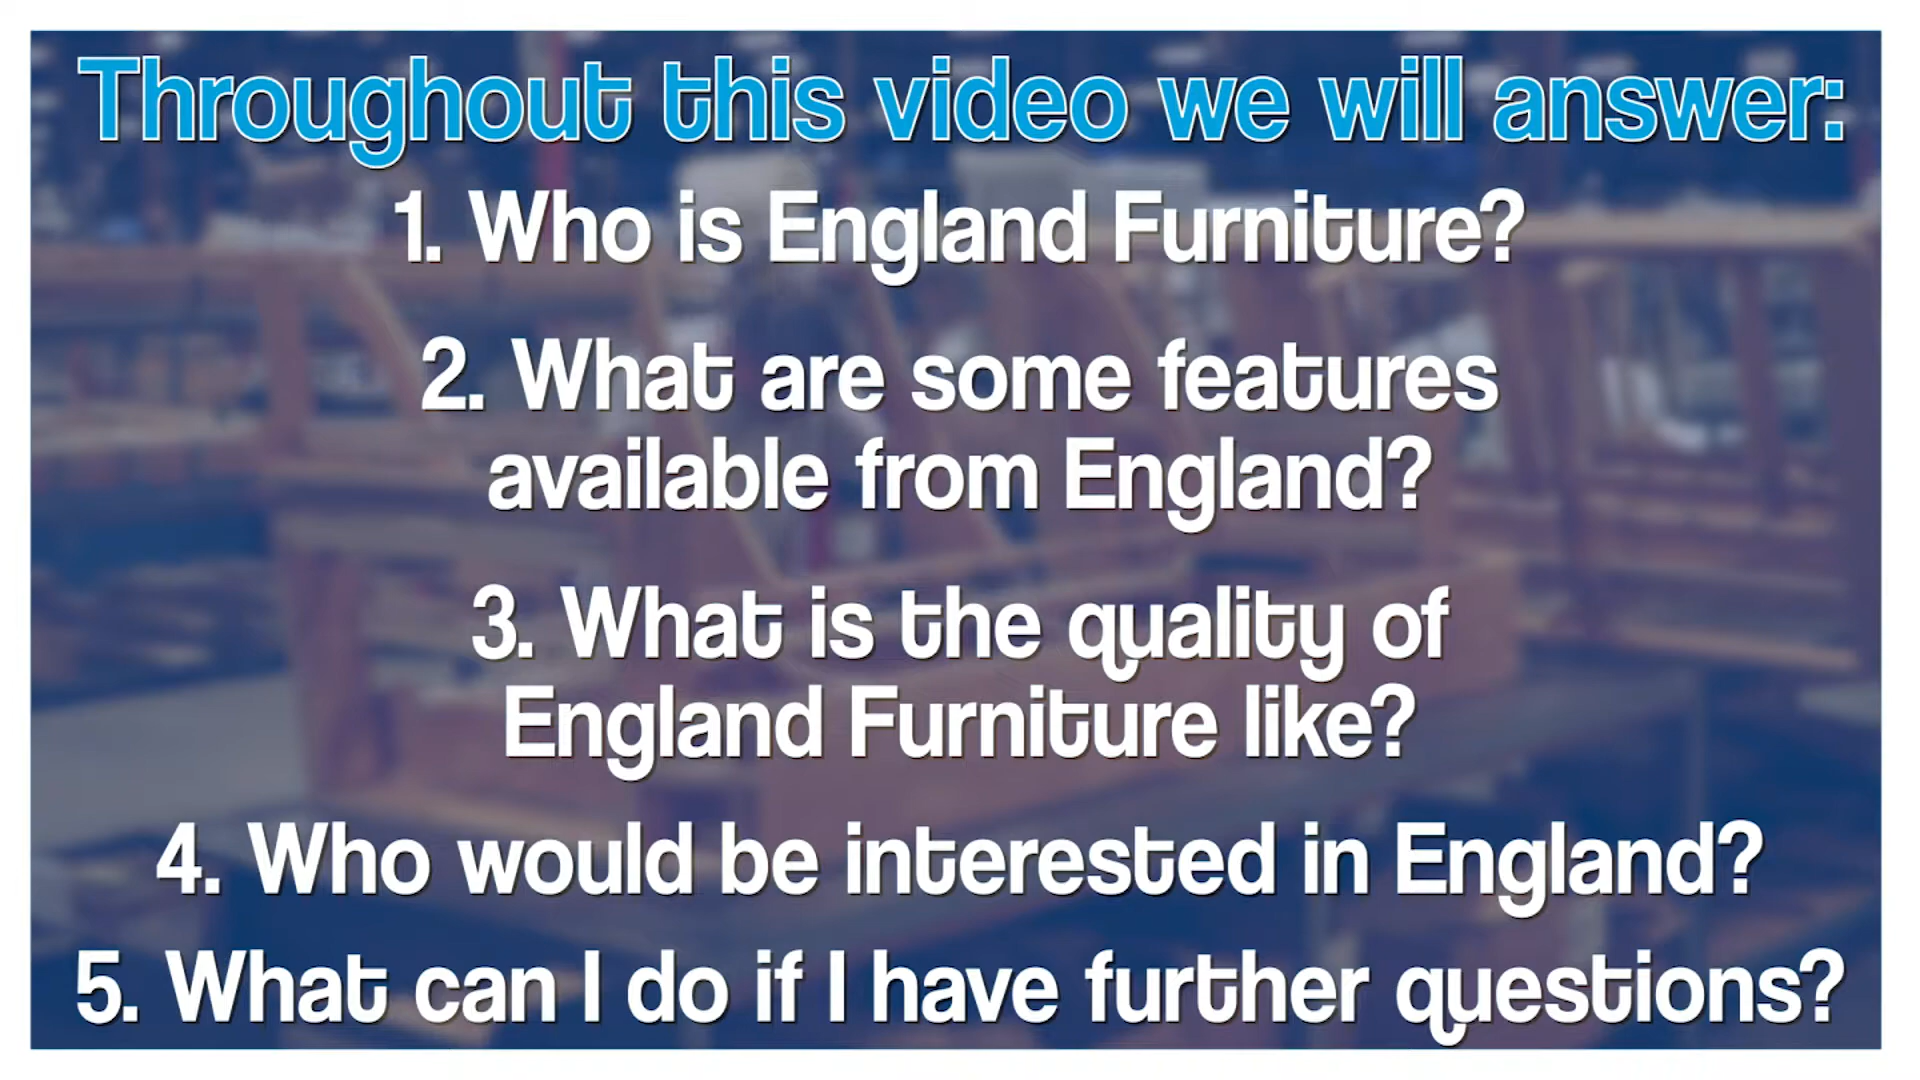 Throughout this video we will answer:
1. Who is England Furniture?
2. What are some features
available from England?
3. What is the quality of
England Furniture like?
4. Who would be interested in England?
5. What can I do if I have further questions?